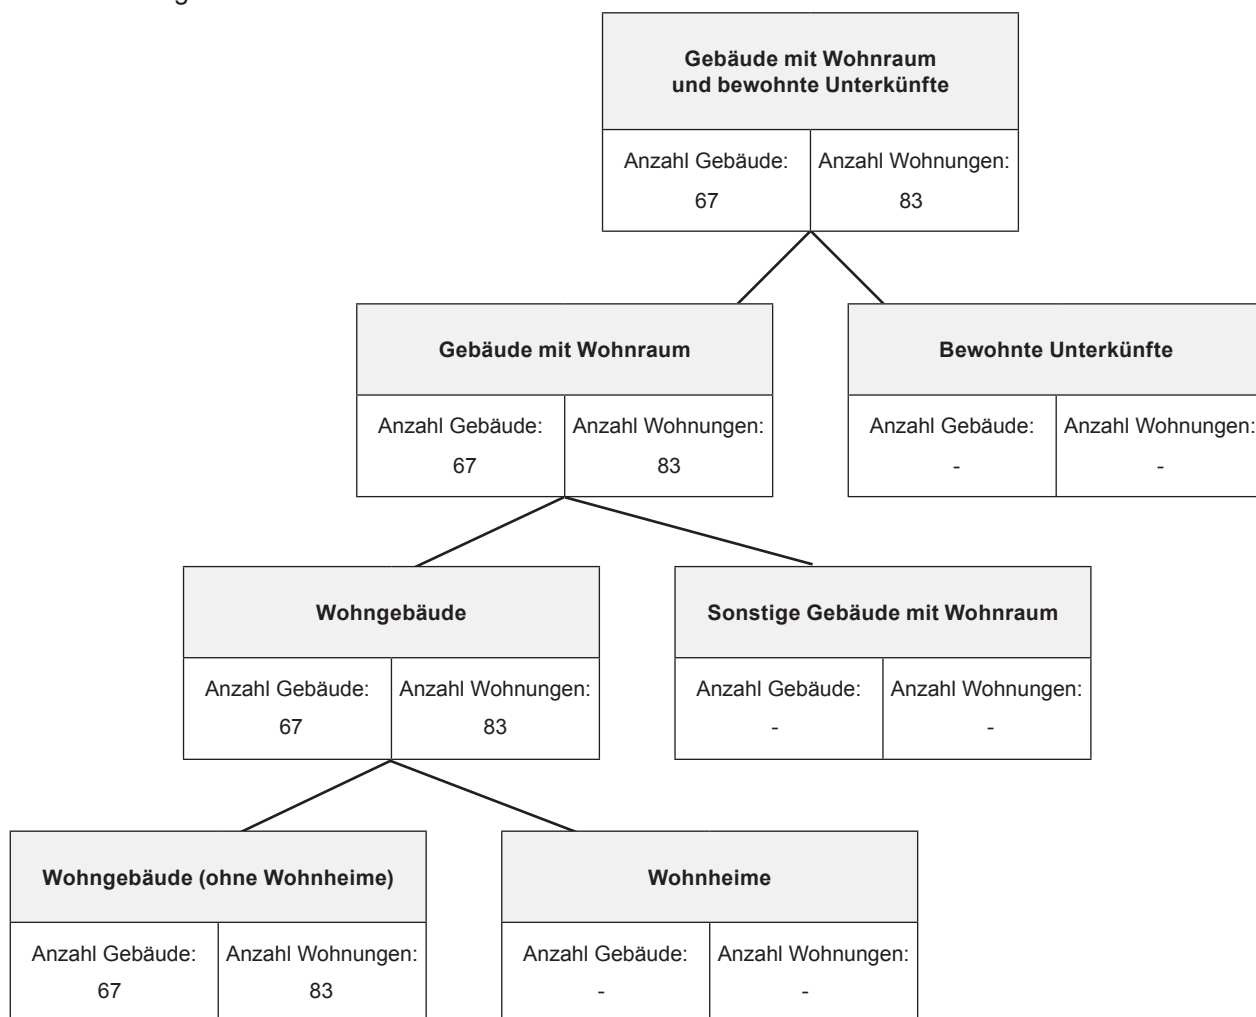 Gebäude mit Wohnraum
und bewohnte Unterkünfte
Anzahl Gebäude: Anzahl Wohnungen:
67 83
Gebäude mit Wohnraum Bewohnte Unterkünfte
Anzahl Gebäude: Anzahl Wohnungen: Anzahl Gebäude: Anzahl Wohnungen:
67 83 - -
Wohngebäude Sonstige Gebäude mit Wohnraum
Anzahl Gebäude: Anzahl Wohnungen: Anzahl Gebäude: Anzahl Wohnungen:
67 83 - -
Wohngebäude (ohne Wohnheime) Wohnheime
Anzahl Gebäude: Anzahl Wohnungen: Anzahl Gebäude: Anzahl Wohnungen:
67 83 - -